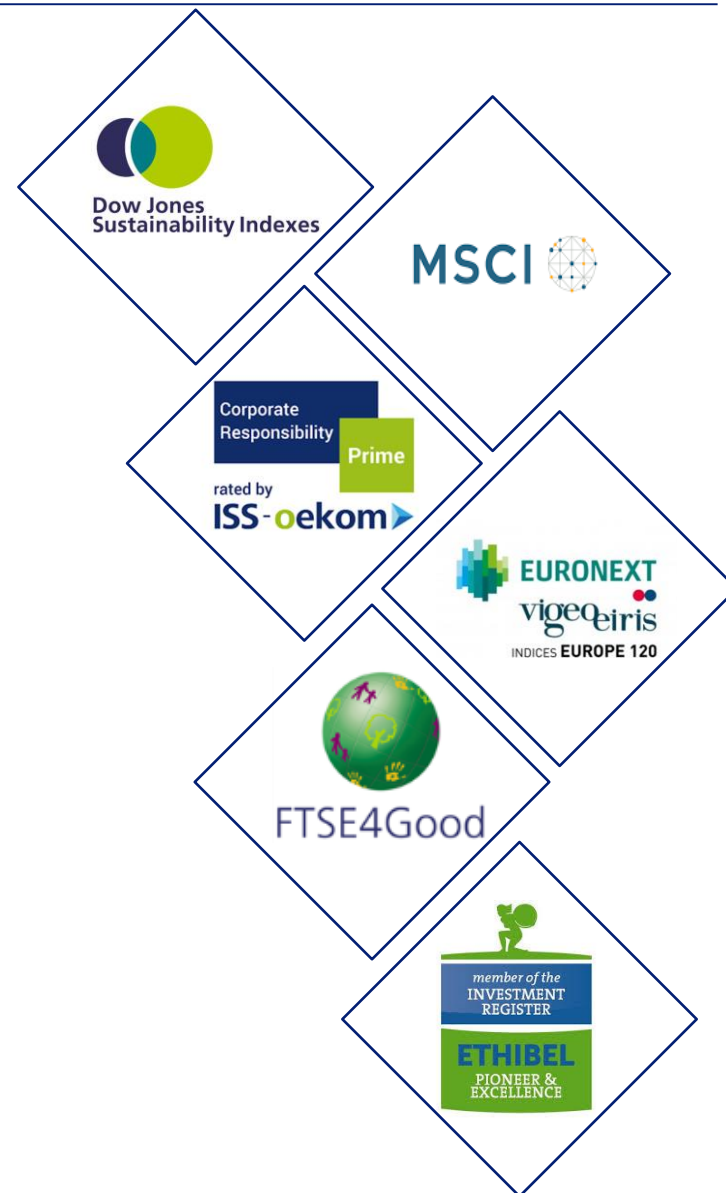 Dow Jones
Sustainability Indexes
MSCI
Corporate
Responsibility
Prime
rated by
ISS-oekom
EURONEXT
vigeoeiris
INDICES EUROPE 120
FTSE4Good
member of the
INVESTMENT
REGISTER
ETHIBEL
PIONEER &
EXCELLENCE